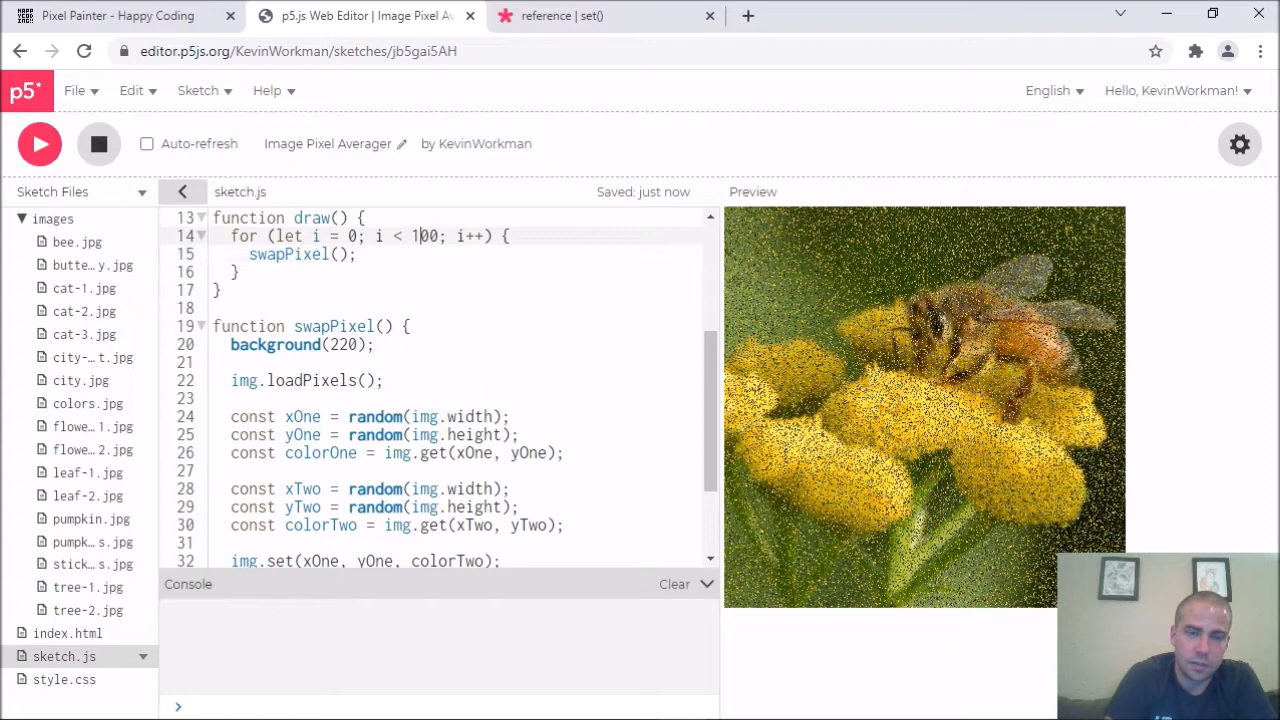 Pixel Painter - Happy Coding
p5.js Web Editor | Image Pixel Av
reference | set()
editor.p5js.org/KevinWorkman/sketches/jb5gai5AH
p5*
File
Edit
Sketch
Help
English
Hello, KevinWorkman!
Auto-refresh
Image Pixel Averager
by KevinWorkman
Sketch Files
sketch.js
Saved: just now
Preview
images
bee.jpg
butte…y.jpg
cat-1.jpg
cat-2.jpg
cat-3.jpg
city-…t.jpg
city.jpg
colors.jpg
flowe…1.jpg
flowe…2.jpg
leaf-1.jpg
leaf-2.jpg
pumpkin.jpg
pumpk…s.jpg
stick…s.jpg
tree-1.jpg
tree-2.jpg
index.html
sketch.js
style.css
13 function draw() {
14 for (let i = 0; i < 100; i++) {
15 swapPixel();
16 }
17 }
18
19 function swapPixel() {
20 background(220);
21
22 img.loadPixels();
23
24 const xOne = random(img.width);
25 const yOne = random(img.height);
26 const colorOne = img.get(xOne, yOne);
27
28 const xTwo = random(img.width);
29 const yTwo = random(img.height);
30 const colorTwo = img.get(xTwo, yTwo);
31
32 img.set(xOne, yOne, colorTwo);
Console
Clear
>